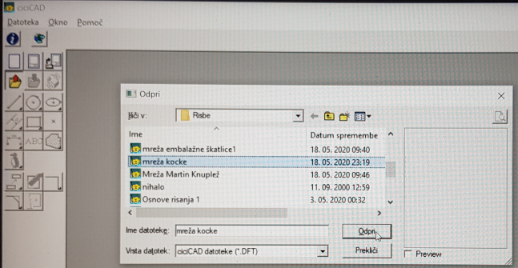 ciciCAD
Datoteka Okno Pomoč
Odpri
Išči v: Risbe
Ime Datum spremembe
mreža embalažne škatlice1 18. 05. 2020 09:40
mreža kocke 18. 05. 2020 23:19
Mreža Martin Knuplež 18. 05. 2020 09:46
nihalo 11. 09. 2000 12:59
Osnove risanja 1 3. 05. 2020 00:32
Ime datoteke: mreža kocke Odpri
Vrsta datotek: ciciCAD datoteke (*.DFT) Prekliči
Preview
ABC